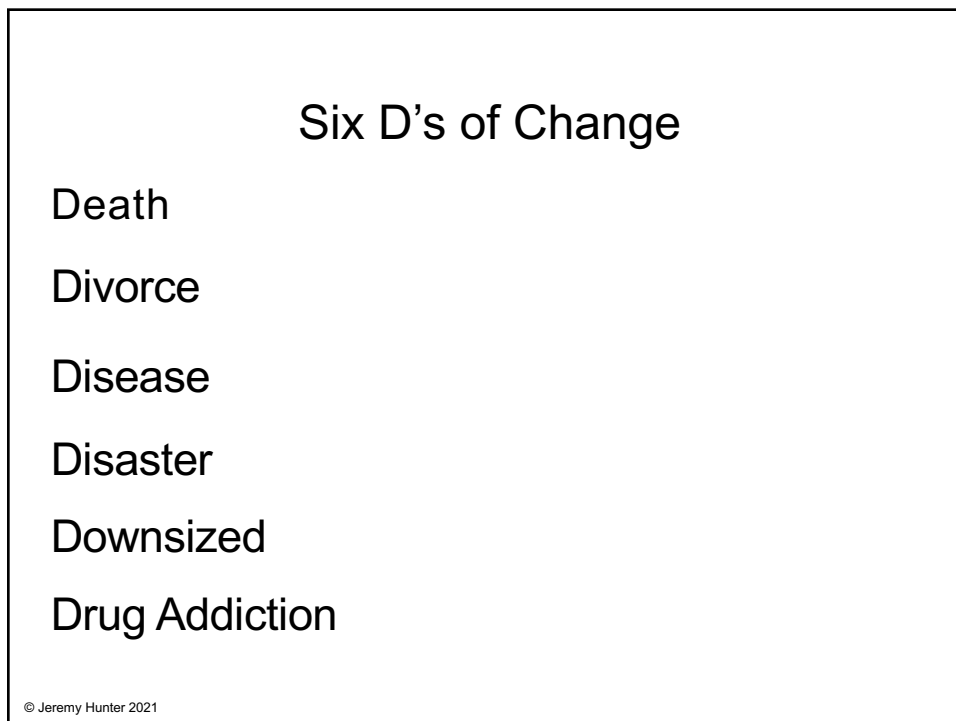 Six D’s of Change
Death
Divorce
Disease
Disaster
Downsized
Drug Addiction
© Jeremy Hunter 2021